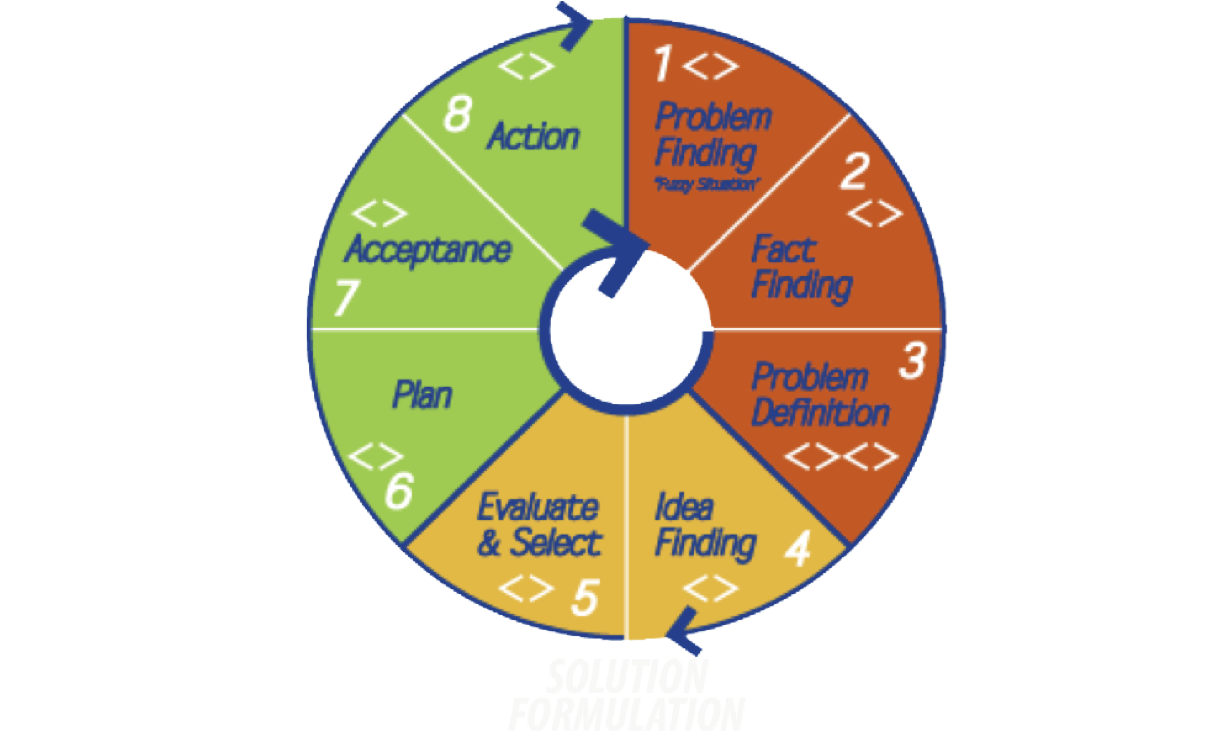 1 <>
Problem
Finding
"Fuzzy Situation"
2
<>
Fact
Finding
3
Problem
Definition
<><>
Idea
Finding
4
<>
Evaluate
& Select
<> 5
Plan
<>
6
<>
Acceptance
7
<>
8
Action
SOLUTION
FORMULATION